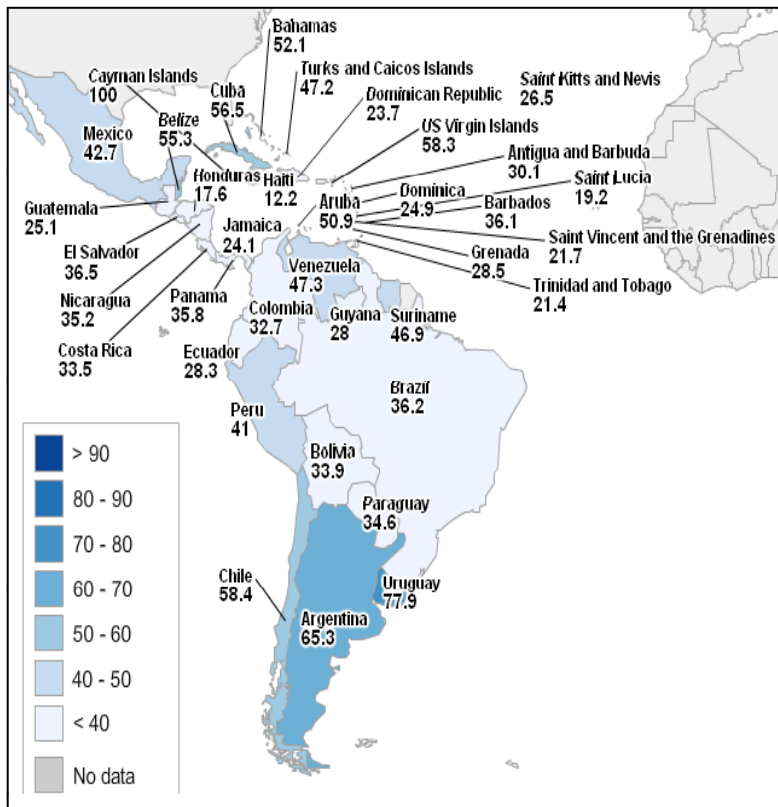 Bahamas
52.1
Cayman Islands
100
Cuba
56.5
Turks and Caicos Islands
47.2
Dominican Republic
23.7
Saint Kitts and Nevis
26.5
Mexico
42.7
Belize
55.3
US Virgin Islands
58.3
Antigua and Barbuda
30.1
Honduras
17.6
Haiti
12.2
Aruba
50.9
Dominica
24.9
Saint Lucia
19.2
Barbados
36.1
Guatemala
25.1
Jamaica
24.1
Saint Vincent and the Grenadines
21.7
El Salvador
36.5
Grenada
28.5
Venezuela
47.3
Trinidad and Tobago
21.4
Nicaragua
35.2
Panama
35.8
Colombia
32.7
Guyana
28
Suriname
46.9
Costa Rica
33.5
Ecuador
28.3
Peru
41
Brazil
36.2
Bolivia
33.9
Paraguay
34.6
Chile
58.4
Uruguay
77.9
Argentina
65.3
> 90
80 - 90
70 - 80
60 - 70
50 - 60
40 - 50
< 40
No data